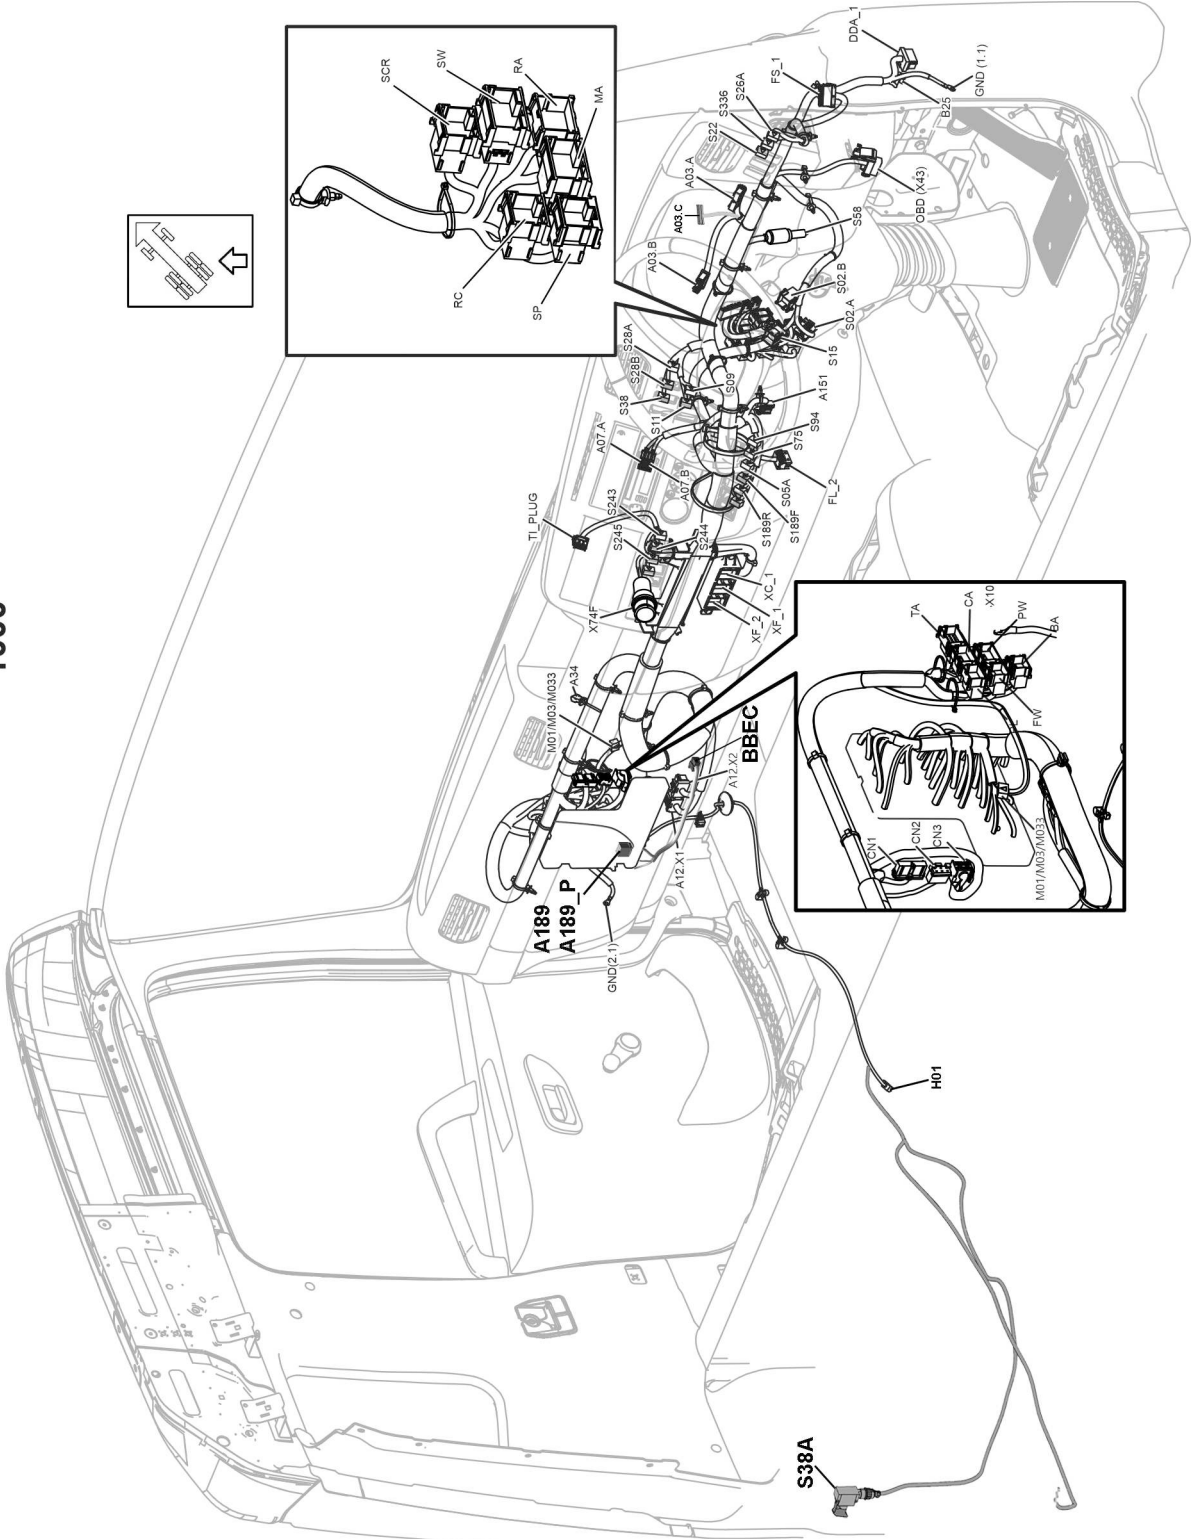 DDA_1
FS_1
S26A
S336
S22
A03.A
A03.C
A03.B
GND (1.1)
B25
OBD (X43)
S58
S02.B
S02.A
S15
SCR
SW
RA
MA
RC
SP
S28A
S28B
S38
S09
S11
A151
S94
S75
FL_2
S05A
S189F
S189R
A07.A
A07.B
TI_PLUG
S243
S245
S244
X74F
XC_1
XF_1
XF_2
A34
M01/M03/M033
BBEC
A12.X2
A12.X1
A189
A189_P
GND(2.1)
TA
CA
X10
PW
BA
FW
CN1
CN2
CN3
M01/M03/M033
H01
S38A